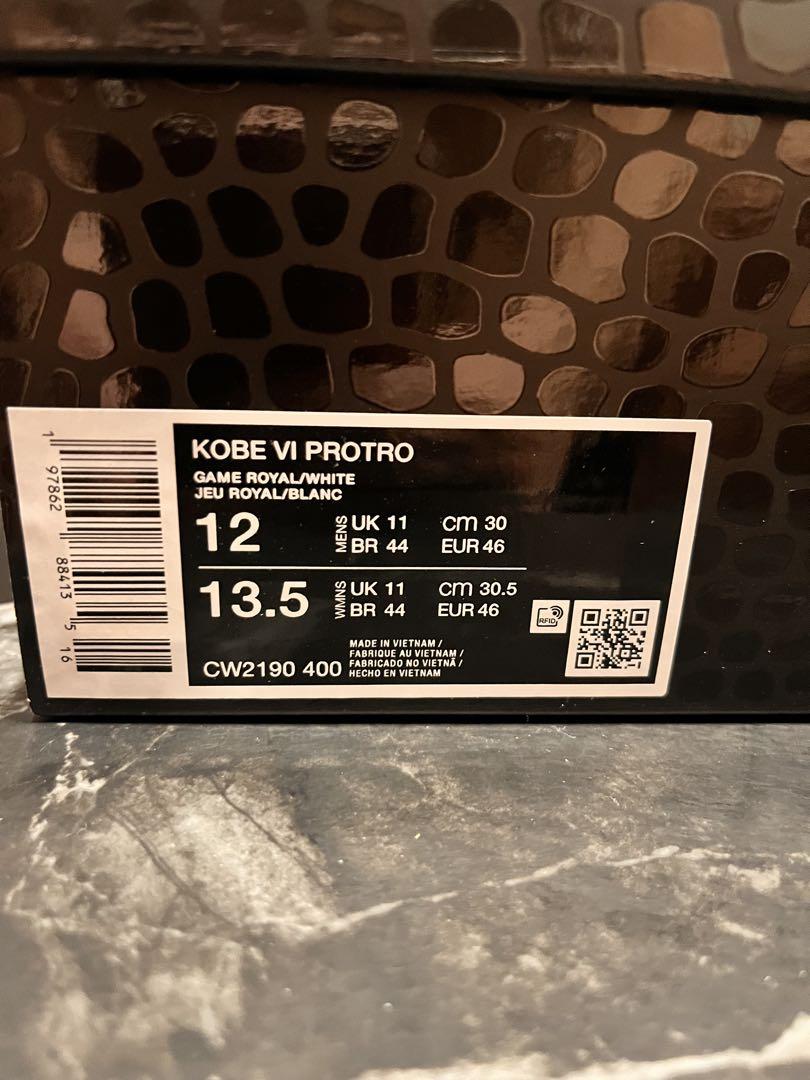 KOBE VI PROTRO
GAME ROYAL/WHITE
JEU ROYAL/BLANC
12 MENS UK 11 cm 30
BR 44 EUR 46
13.5 WMNS UK 11 cm 30.5
BR 44 EUR 46
RFID
CW2190 400
MADE IN VIETNAM /
FABRIQUE AU VIETNAM /
FABRICADO NO VIETNÃ /
HECHO EN VIETNAM
1 97862 88413 5 16